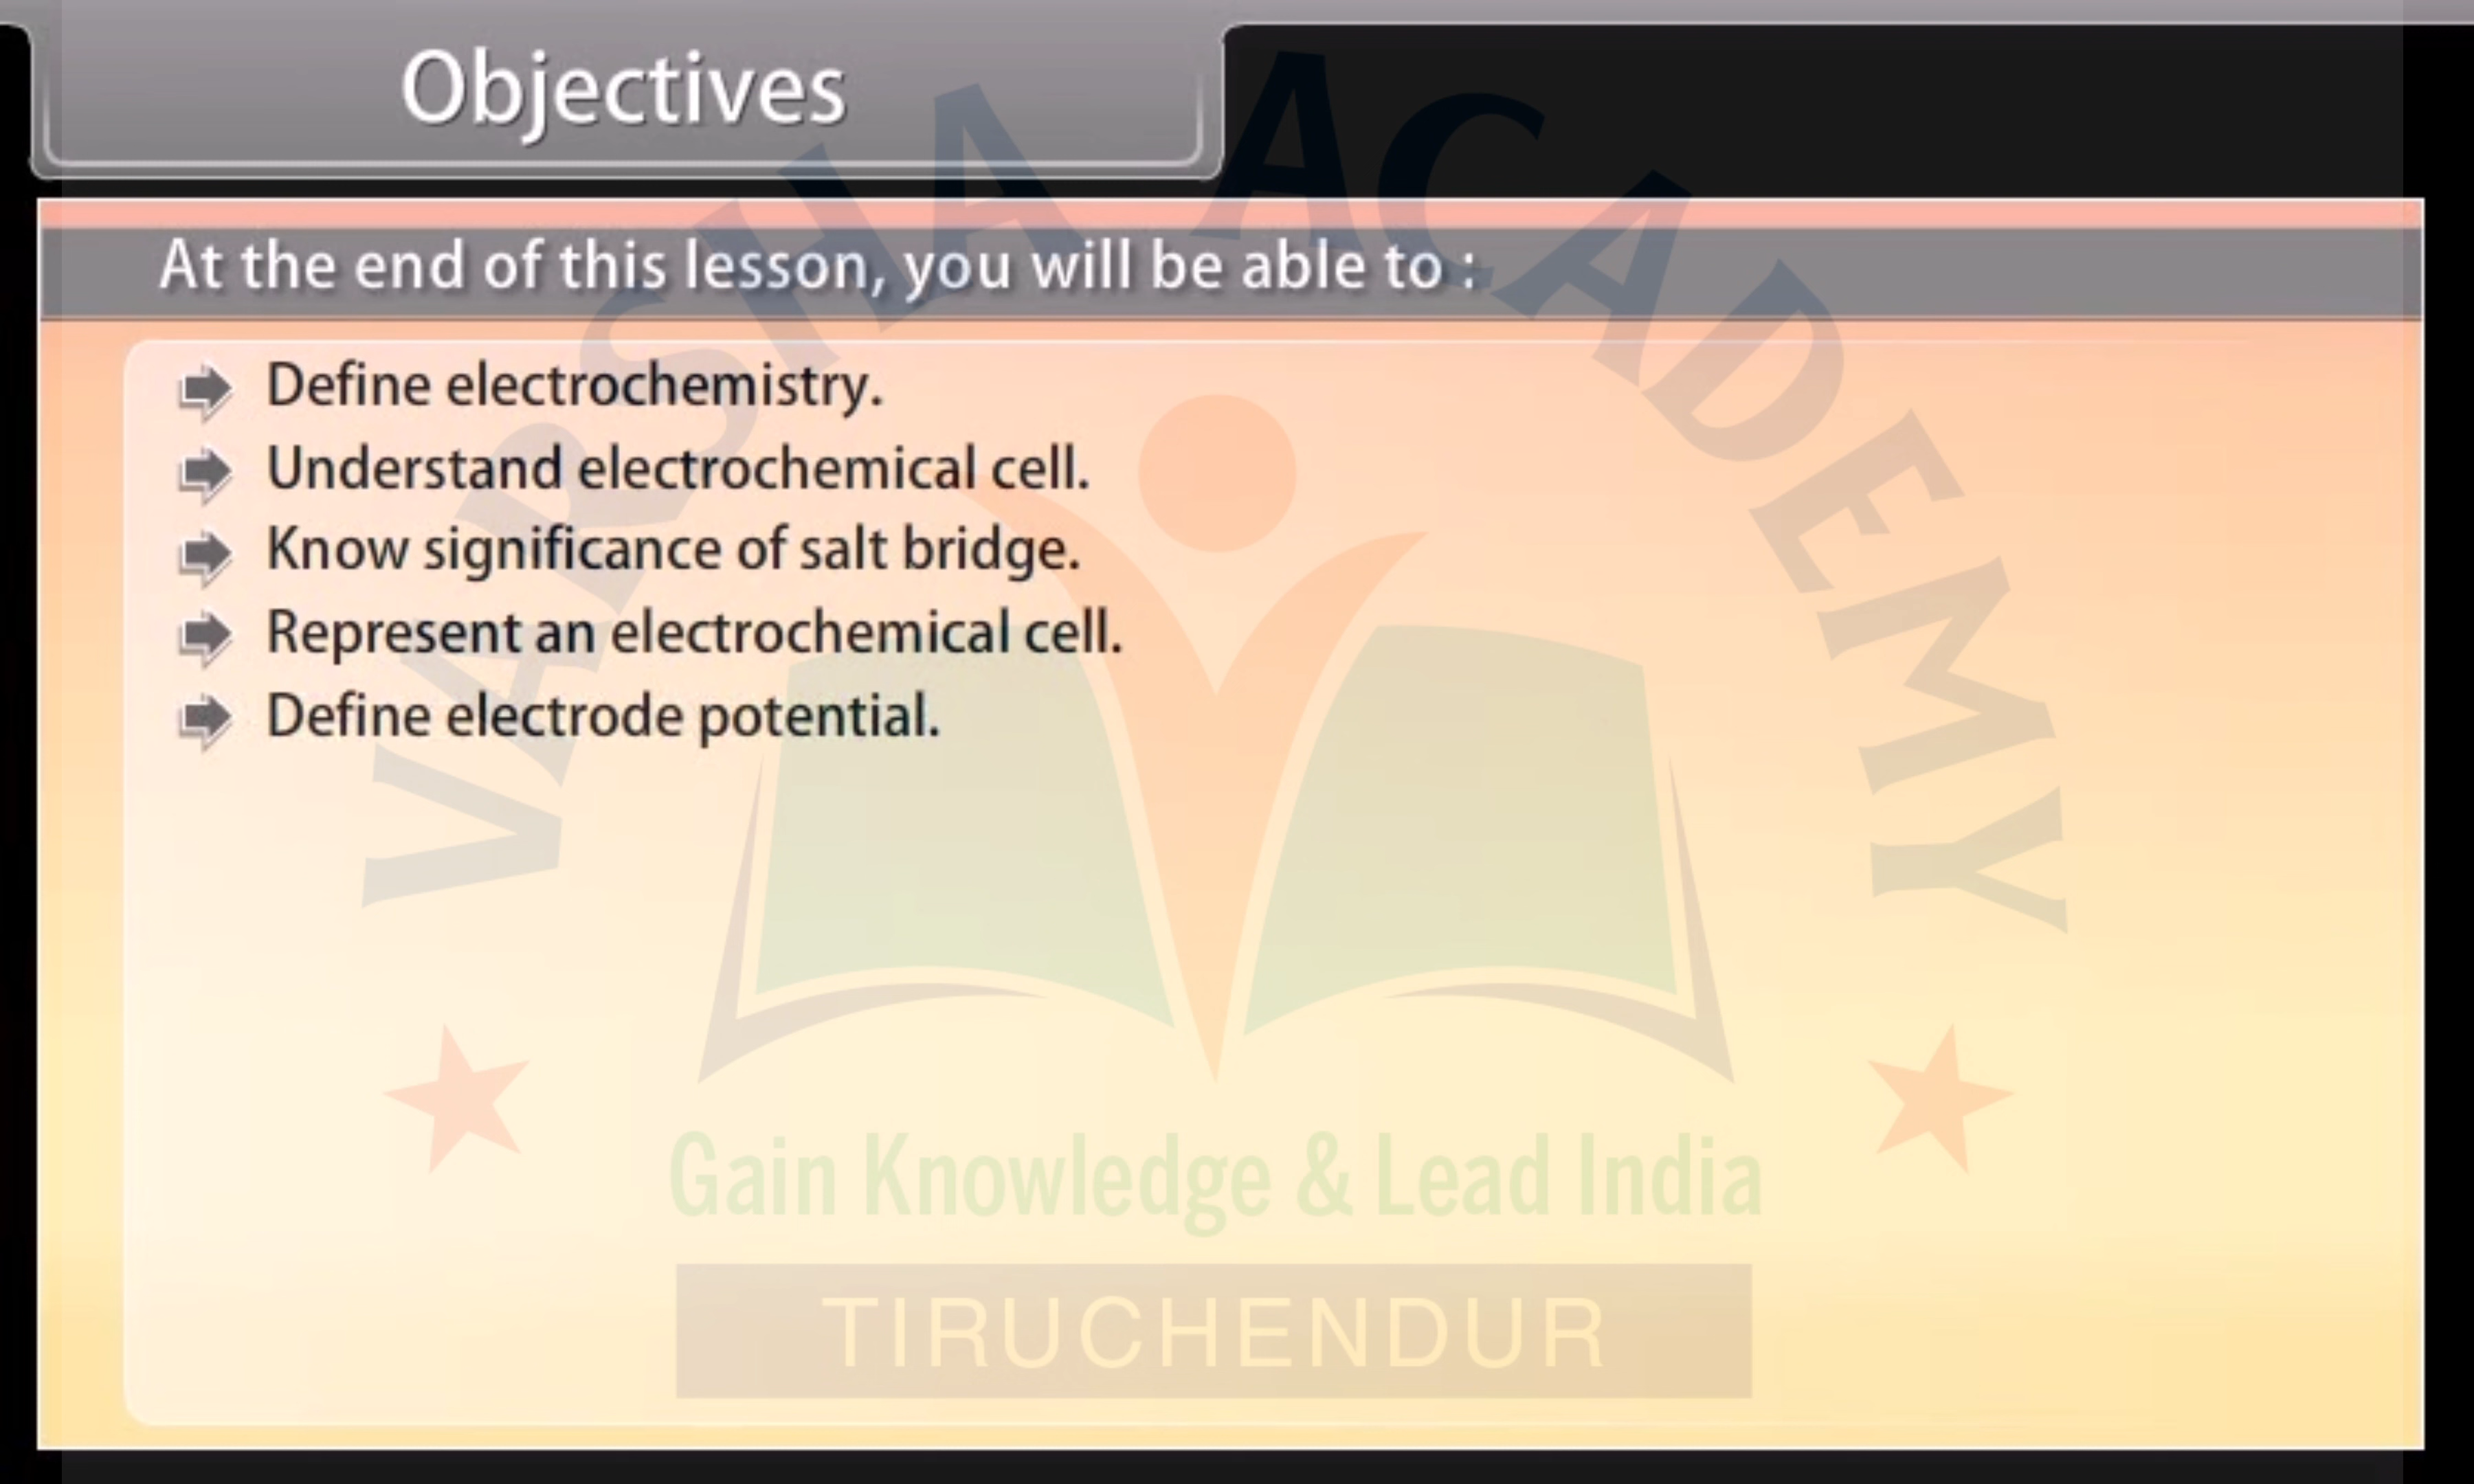 Objectives
At the end of this lesson, you will be able to :
Define electrochemistry.
Understand electrochemical cell.
Know significance of salt bridge.
Represent an electrochemical cell.
Define electrode potential.
VARSHA ACADEMY
Gain Knowledge & Lead India
TIRUCHENDUR